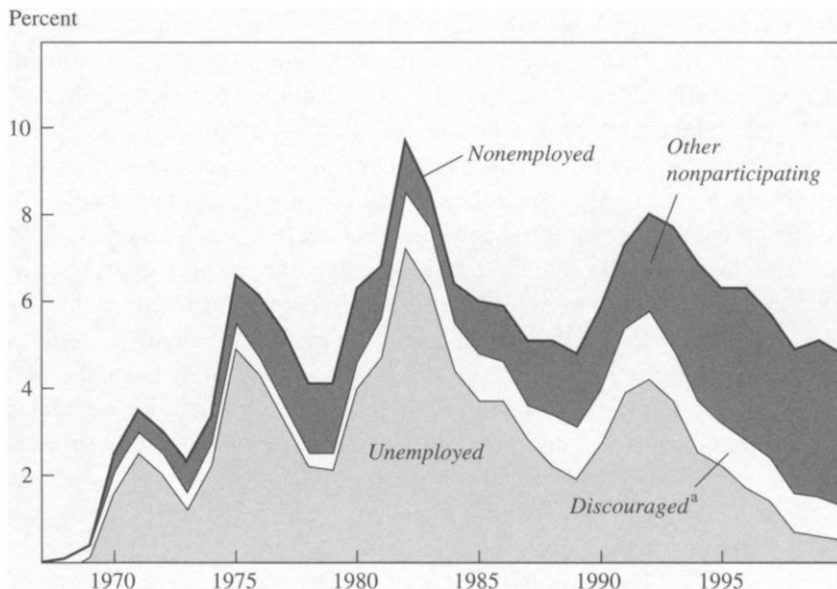 Percent
10
8
6
4
2
Nonemployed
Other
nonparticipating
Unemployed
Discouraged^a
1970 1975 1980 1985 1990 1995